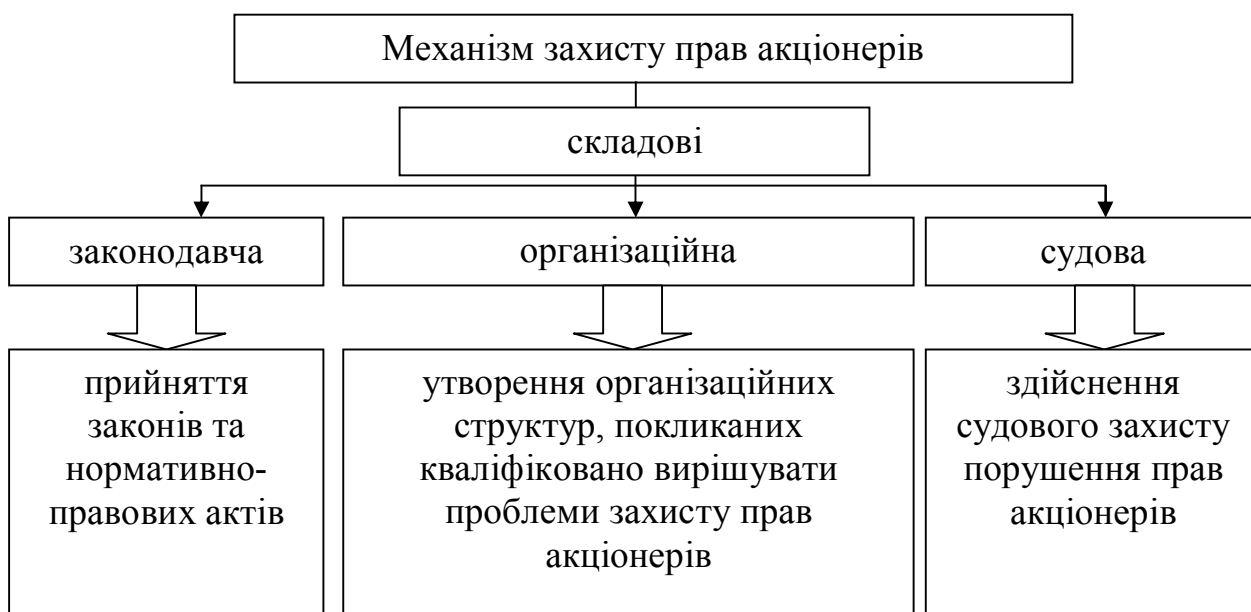 Механізм захисту прав акціонерів
складові
законодавча
організаційна
судова
прийняття
законів та
нормативно-
правових актів
утворення організаційних
структур, покликаних
кваліфіковано вирішувати
проблеми захисту прав
акціонерів
здійснення
судового захисту
порушення прав
акціонерів